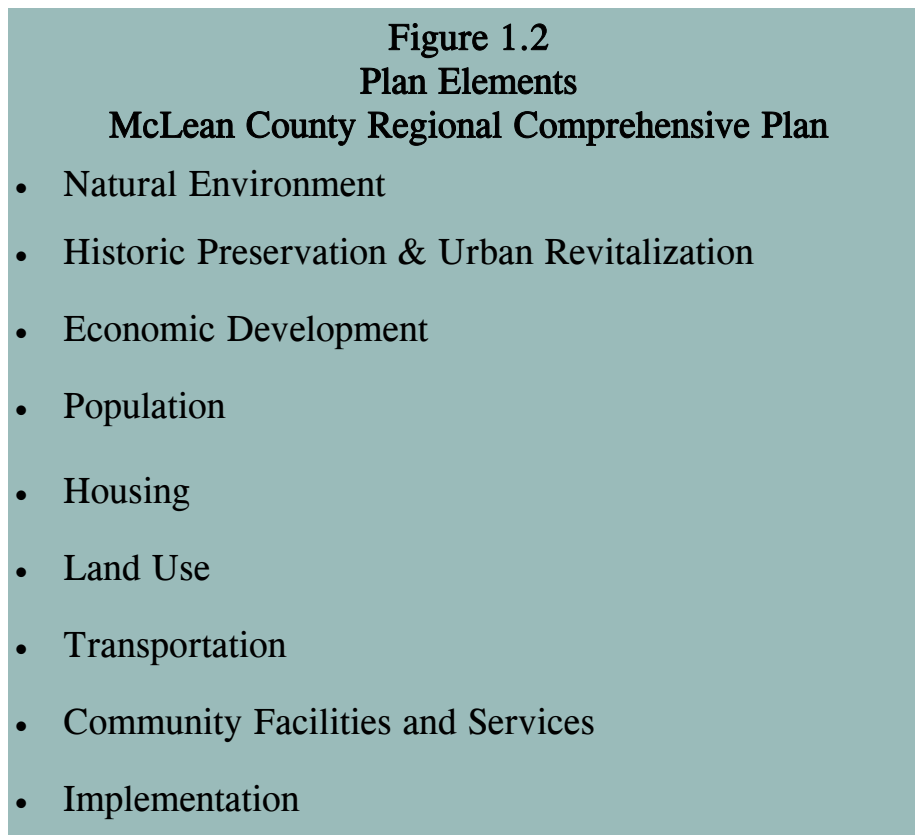 Figure 1.2
Plan Elements
McLean County Regional Comprehensive Plan
• Natural Environment
• Historic Preservation & Urban Revitalization
• Economic Development
• Population
• Housing
• Land Use
• Transportation
• Community Facilities and Services
• Implementation